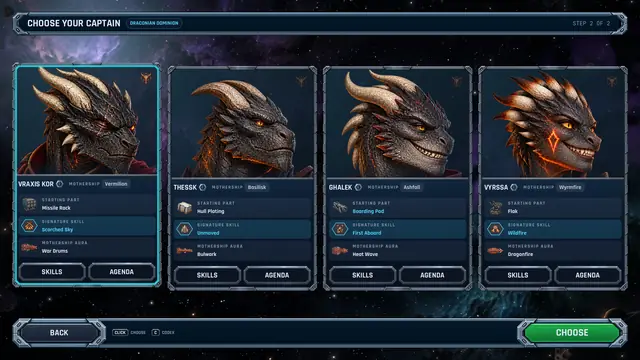 CHOOSE YOUR CAPTAIN DRACONIAN DOMINION STEP 2 OF 2
VRAXIS KOR MOTHERSHIP Vermilion
STARTING PART
Missile Rack
SIGNATURE SKILL
Scorched Sky
MOTHERSHIP AURA
War Drums
SKILLS AGENDA
THESSK MOTHERSHIP Basilisk
STARTING PART
Hull Plating
SIGNATURE SKILL
Unmoved
MOTHERSHIP AURA
Bulwark
SKILLS AGENDA
GHALEK MOTHERSHIP Ashfall
STARTING PART
Boarding Pod
SIGNATURE SKILL
First Aboard
MOTHERSHIP AURA
Heat Wave
SKILLS AGENDA
VYRSSA MOTHERSHIP Wyrmfire
STARTING PART
Flak
SIGNATURE SKILL
Wildfire
MOTHERSHIP AURA
Dragonfire
SKILLS AGENDA
BACK CLICK CHOOSE C CODEX CHOOSE